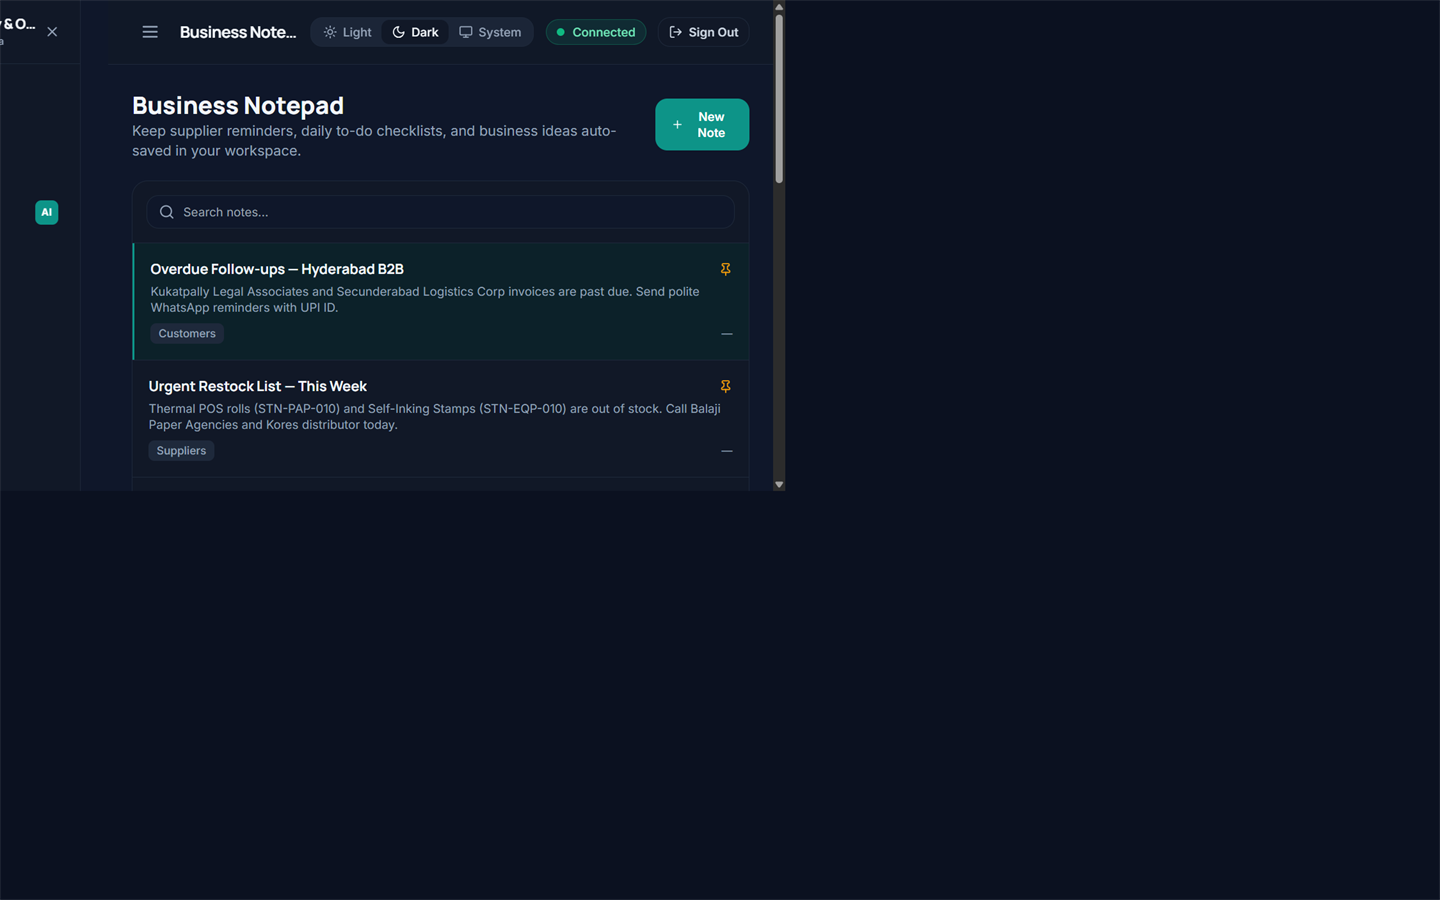 & O...
a
Business Note...
Light
Dark
System
Connected
Sign Out
Business Notepad
Keep supplier reminders, daily to-do checklists, and business ideas auto-
saved in your workspace.
+ New
Note
AI
Search notes...
Overdue Follow-ups — Hyderabad B2B
Kukatpally Legal Associates and Secunderabad Logistics Corp invoices are past due. Send polite
WhatsApp reminders with UPI ID.
Customers
—
Urgent Restock List — This Week
Thermal POS rolls (STN-PAP-010) and Self-Inking Stamps (STN-EQP-010) are out of stock. Call Balaji
Paper Agencies and Kores distributor today.
Suppliers
—